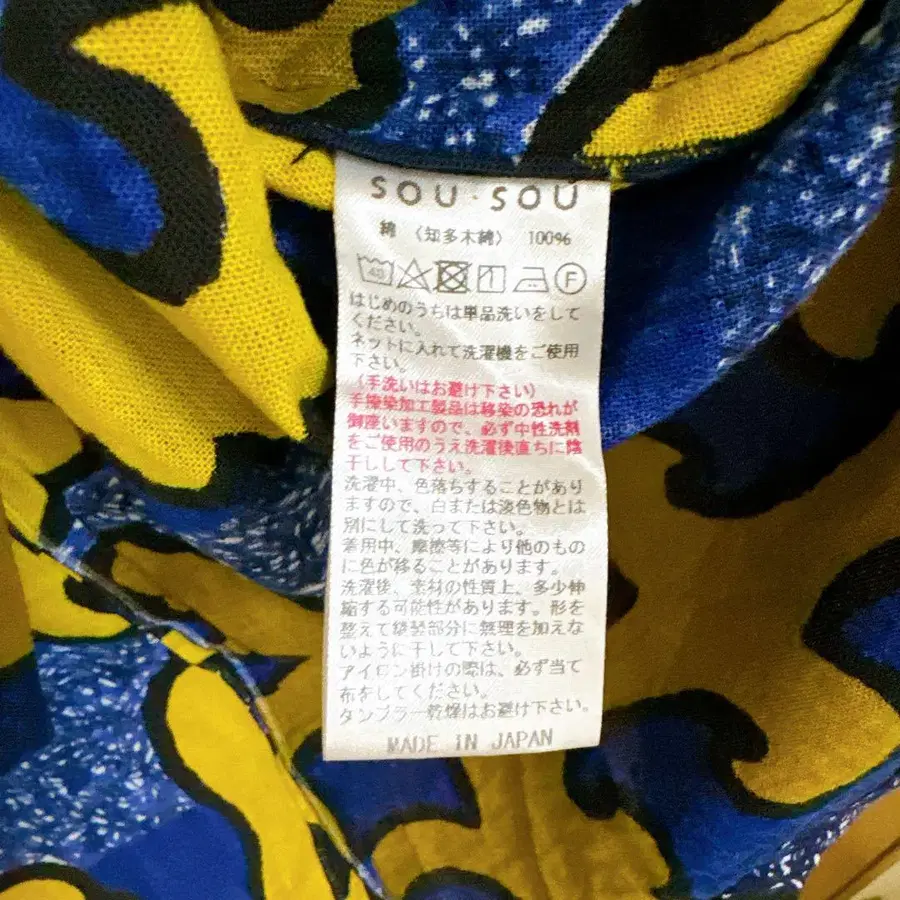 SOU・SOU
綿 〈知多木綿〉 100%
40 F
はじめのうちは単品洗いをして
ください。
ネットに入れて洗濯機をご使用
下さい。
(手洗いはお避け下さい)
手捺染加工製品は移染の恐れが
御座いますので、必ず中性洗剤
をご使用のうえ洗濯後直ちに陰
干しして下さい。
洗濯中、色落ちすることがあり
ますので、白または淡色物とは
別にして洗って下さい。
着用中、摩擦等により他のもの
に色が移ることがあります。
洗濯後、素材の性質上、多少伸
縮する可能性があります。形を
整えて縫製部分に無理を加えな
いように干して下さい。
アイロン掛けの際は、必ず当て
布をしてください。
タンブラー乾燥はお避け下さい。
MADE IN JAPAN